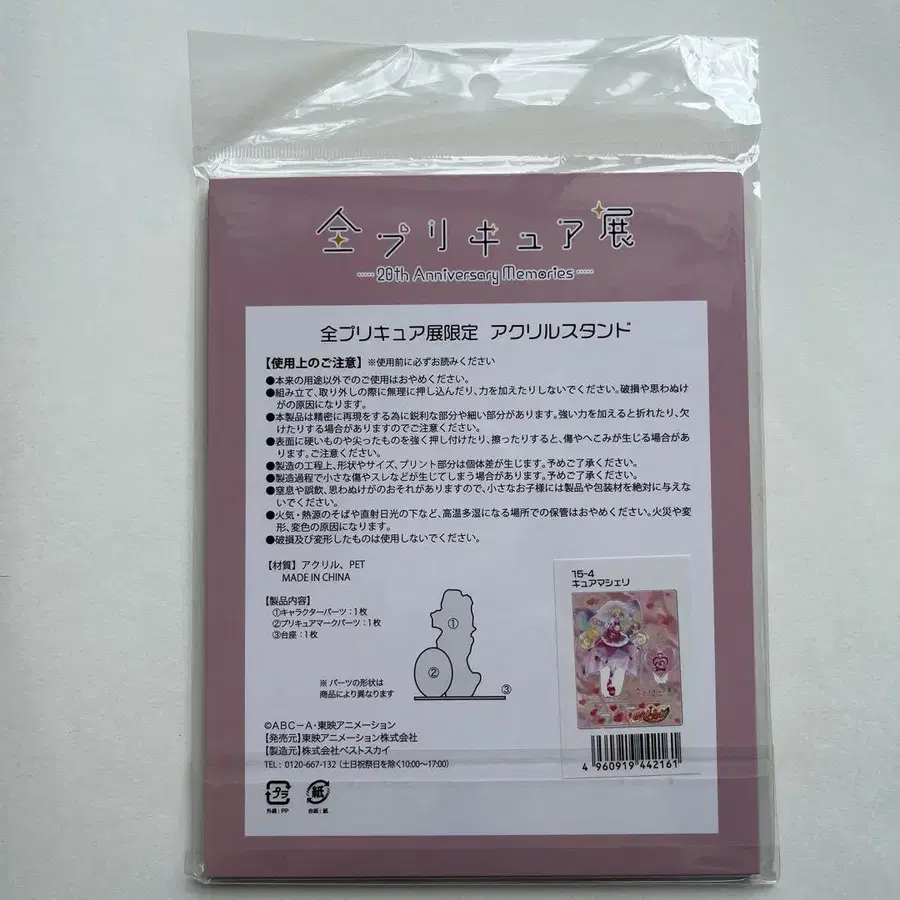 全プリキュア展
20th Anniversary Memories
全プリキュア展限定 アクリルスタンド
【使用上のご注意】※使用前に必ずお読みください
●本来の用途以外でのご使用はおやめください。
●組み立て、取り外しの際に無理に押し込んだり、力を加えたりしないでください。破損や思わぬけ
がの原因になります。
●本製品は精密に再現をする為に鋭利な部分や細い部分があります。強い力を加えると折れたり、欠
けたりする場合がありますのでご注意ください。
●表面に硬いものや尖ったものを強く押し付けたり、擦ったりすると、傷やへこみが生じる場合があ
ります。ご注意ください。
●製造の工程上、形状やサイズ、プリント部分は個体差が生じます。予めご了承ください。
●製造過程で小さな傷やスレなどが生じてしまう場合があります。予めご了承ください。
●窒息や誤飲、思わぬけがのおそれがありますので、小さなお子様には製品や包装材を絶対に与えな
いでください。
●火気・熱源のそばや直射日光の下など、高温多湿になる場所での保管はおやめください。火災や変
形、変色の原因になります。
●破損及び変形したものは使用しないでください。
【材質】アクリル、PET
MADE IN CHINA
【製品内容】
①キャラクターパーツ：1枚
②プリキュアマークパーツ：1枚
③台座：1枚
①
②
③
※ パーツの形状は
商品により異なります
15-4
キュアマシェリ
4 960919 442161
©ABC-A・東映アニメーション
【発売元】東映アニメーション株式会社
【製造元】株式会社ベストスカイ
TEL : 0120-667-132（土日祝祭日を除く10:00～17:00）
プラ
紙
外装：PP
台紙：紙